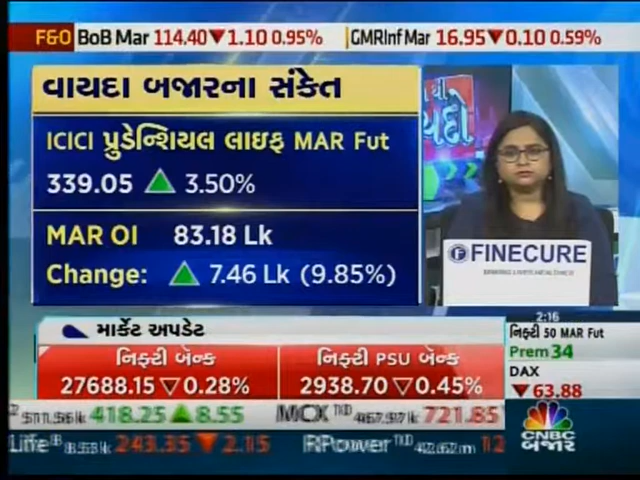 F&O BoB Mar 114.40▼1.10 0.95% GMRInf Mar 16.95▼0.10 0.59%
વાયદા બજારના સંકેત
ICICI પ્રુડેન્શિયલ લાઇફ MAR Fut
339.05 ▲ 3.50%
MAR OI 83.18 Lk
Change: ▲ 7.46 Lk (9.85%)
FINECURE
2:16
માર્કેટ અપડેટ
નિફ્ટી બૅન્ક
27688.15▽0.28%
નિફ્ટી PSU બૅન્ક
2938.70▽0.45%
નિફ્ટી 50 MAR Fut
Prem 34
DAX
▼63.88
418.25▲8.55 MCX 721.85
Life 243.35▼2.15 RPower 12
CNBC
બજાર